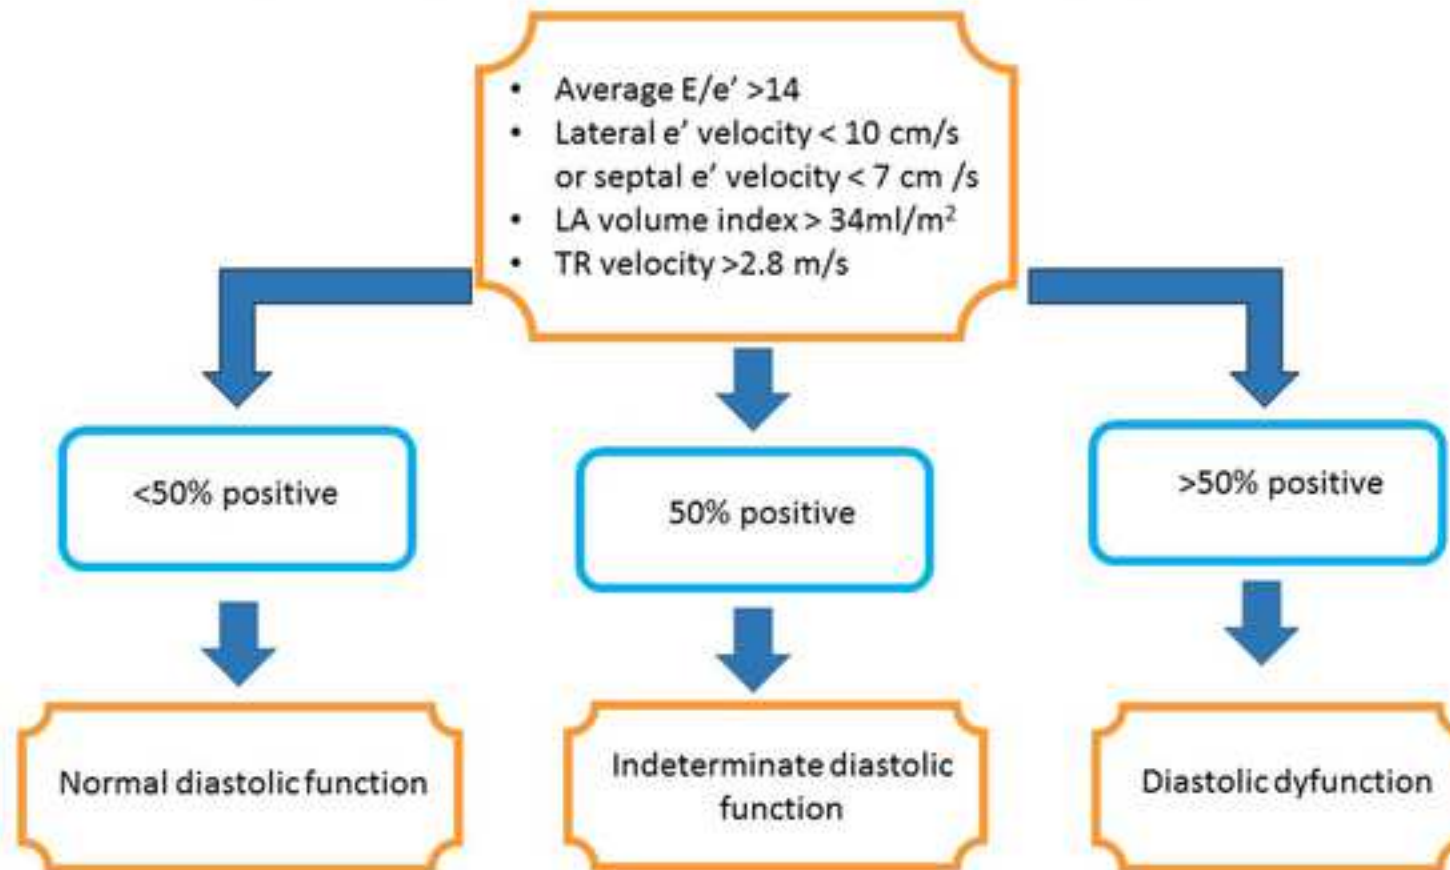 • Average E/e' >14
• Lateral e' velocity < 10 cm/s
or septal e' velocity < 7 cm /s
• LA volume index > 34ml/m²
• TR velocity >2.8 m/s
<50% positive
50% positive
>50% positive
Normal diastolic function
Indeterminate diastolic
function
Diastolic dyfunction